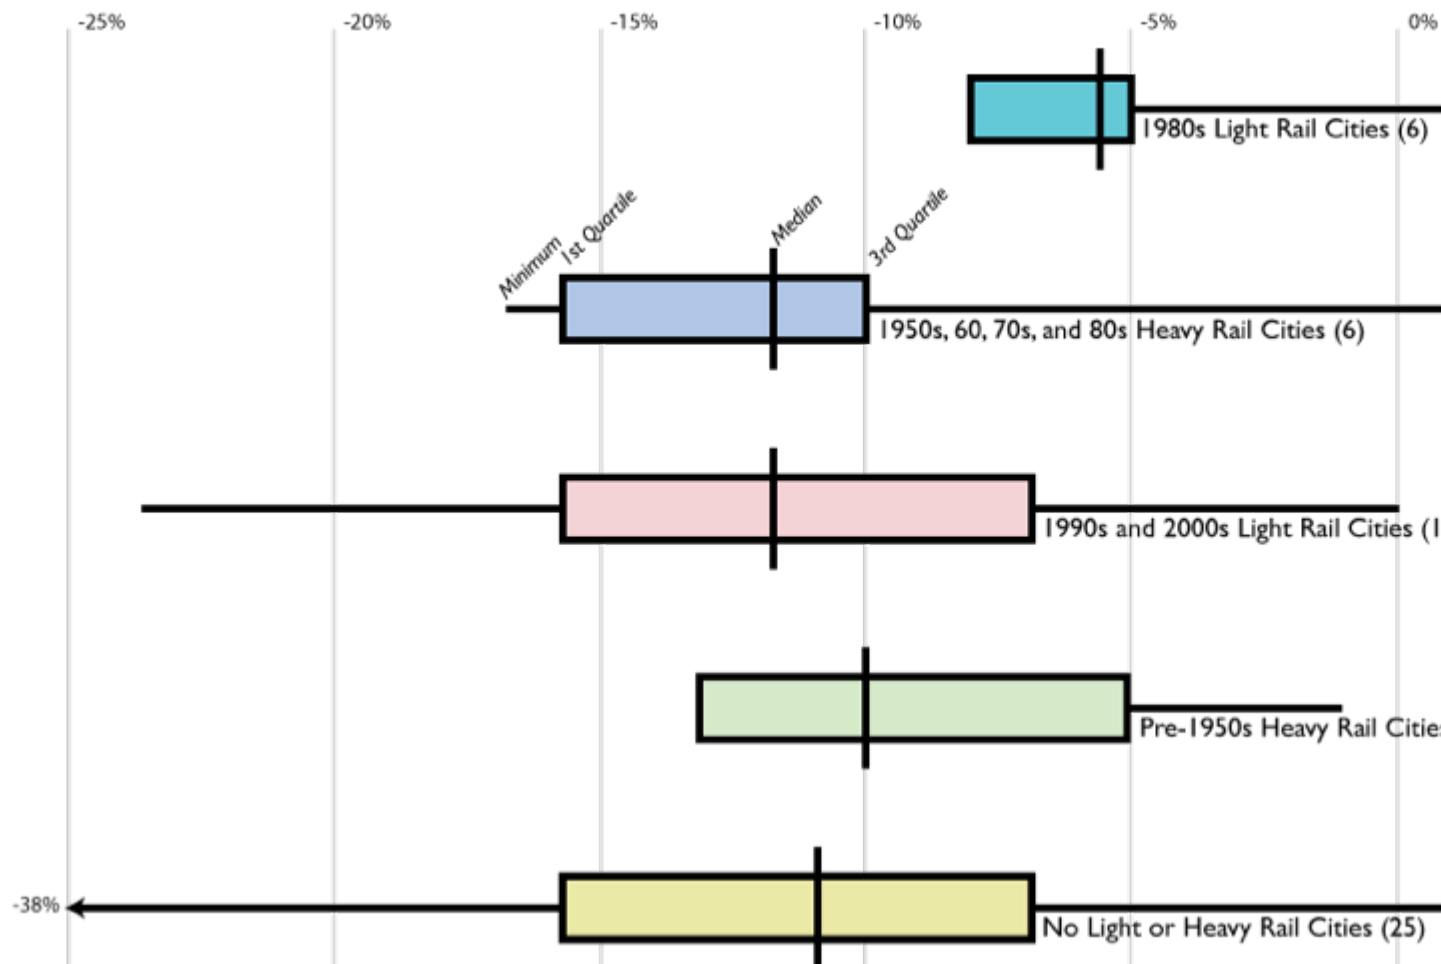 -25%
-20%
-15%
-10%
-5%
0%
1980s Light Rail Cities (6)
Minimum
1st Quartile
Median
3rd Quartile
1950s, 60, 70s, and 80s Heavy Rail Cities (6)
1990s and 2000s Light Rail Cities (1
Pre-1950s Heavy Rail Citie
-38%
No Light or Heavy Rail Cities (25)